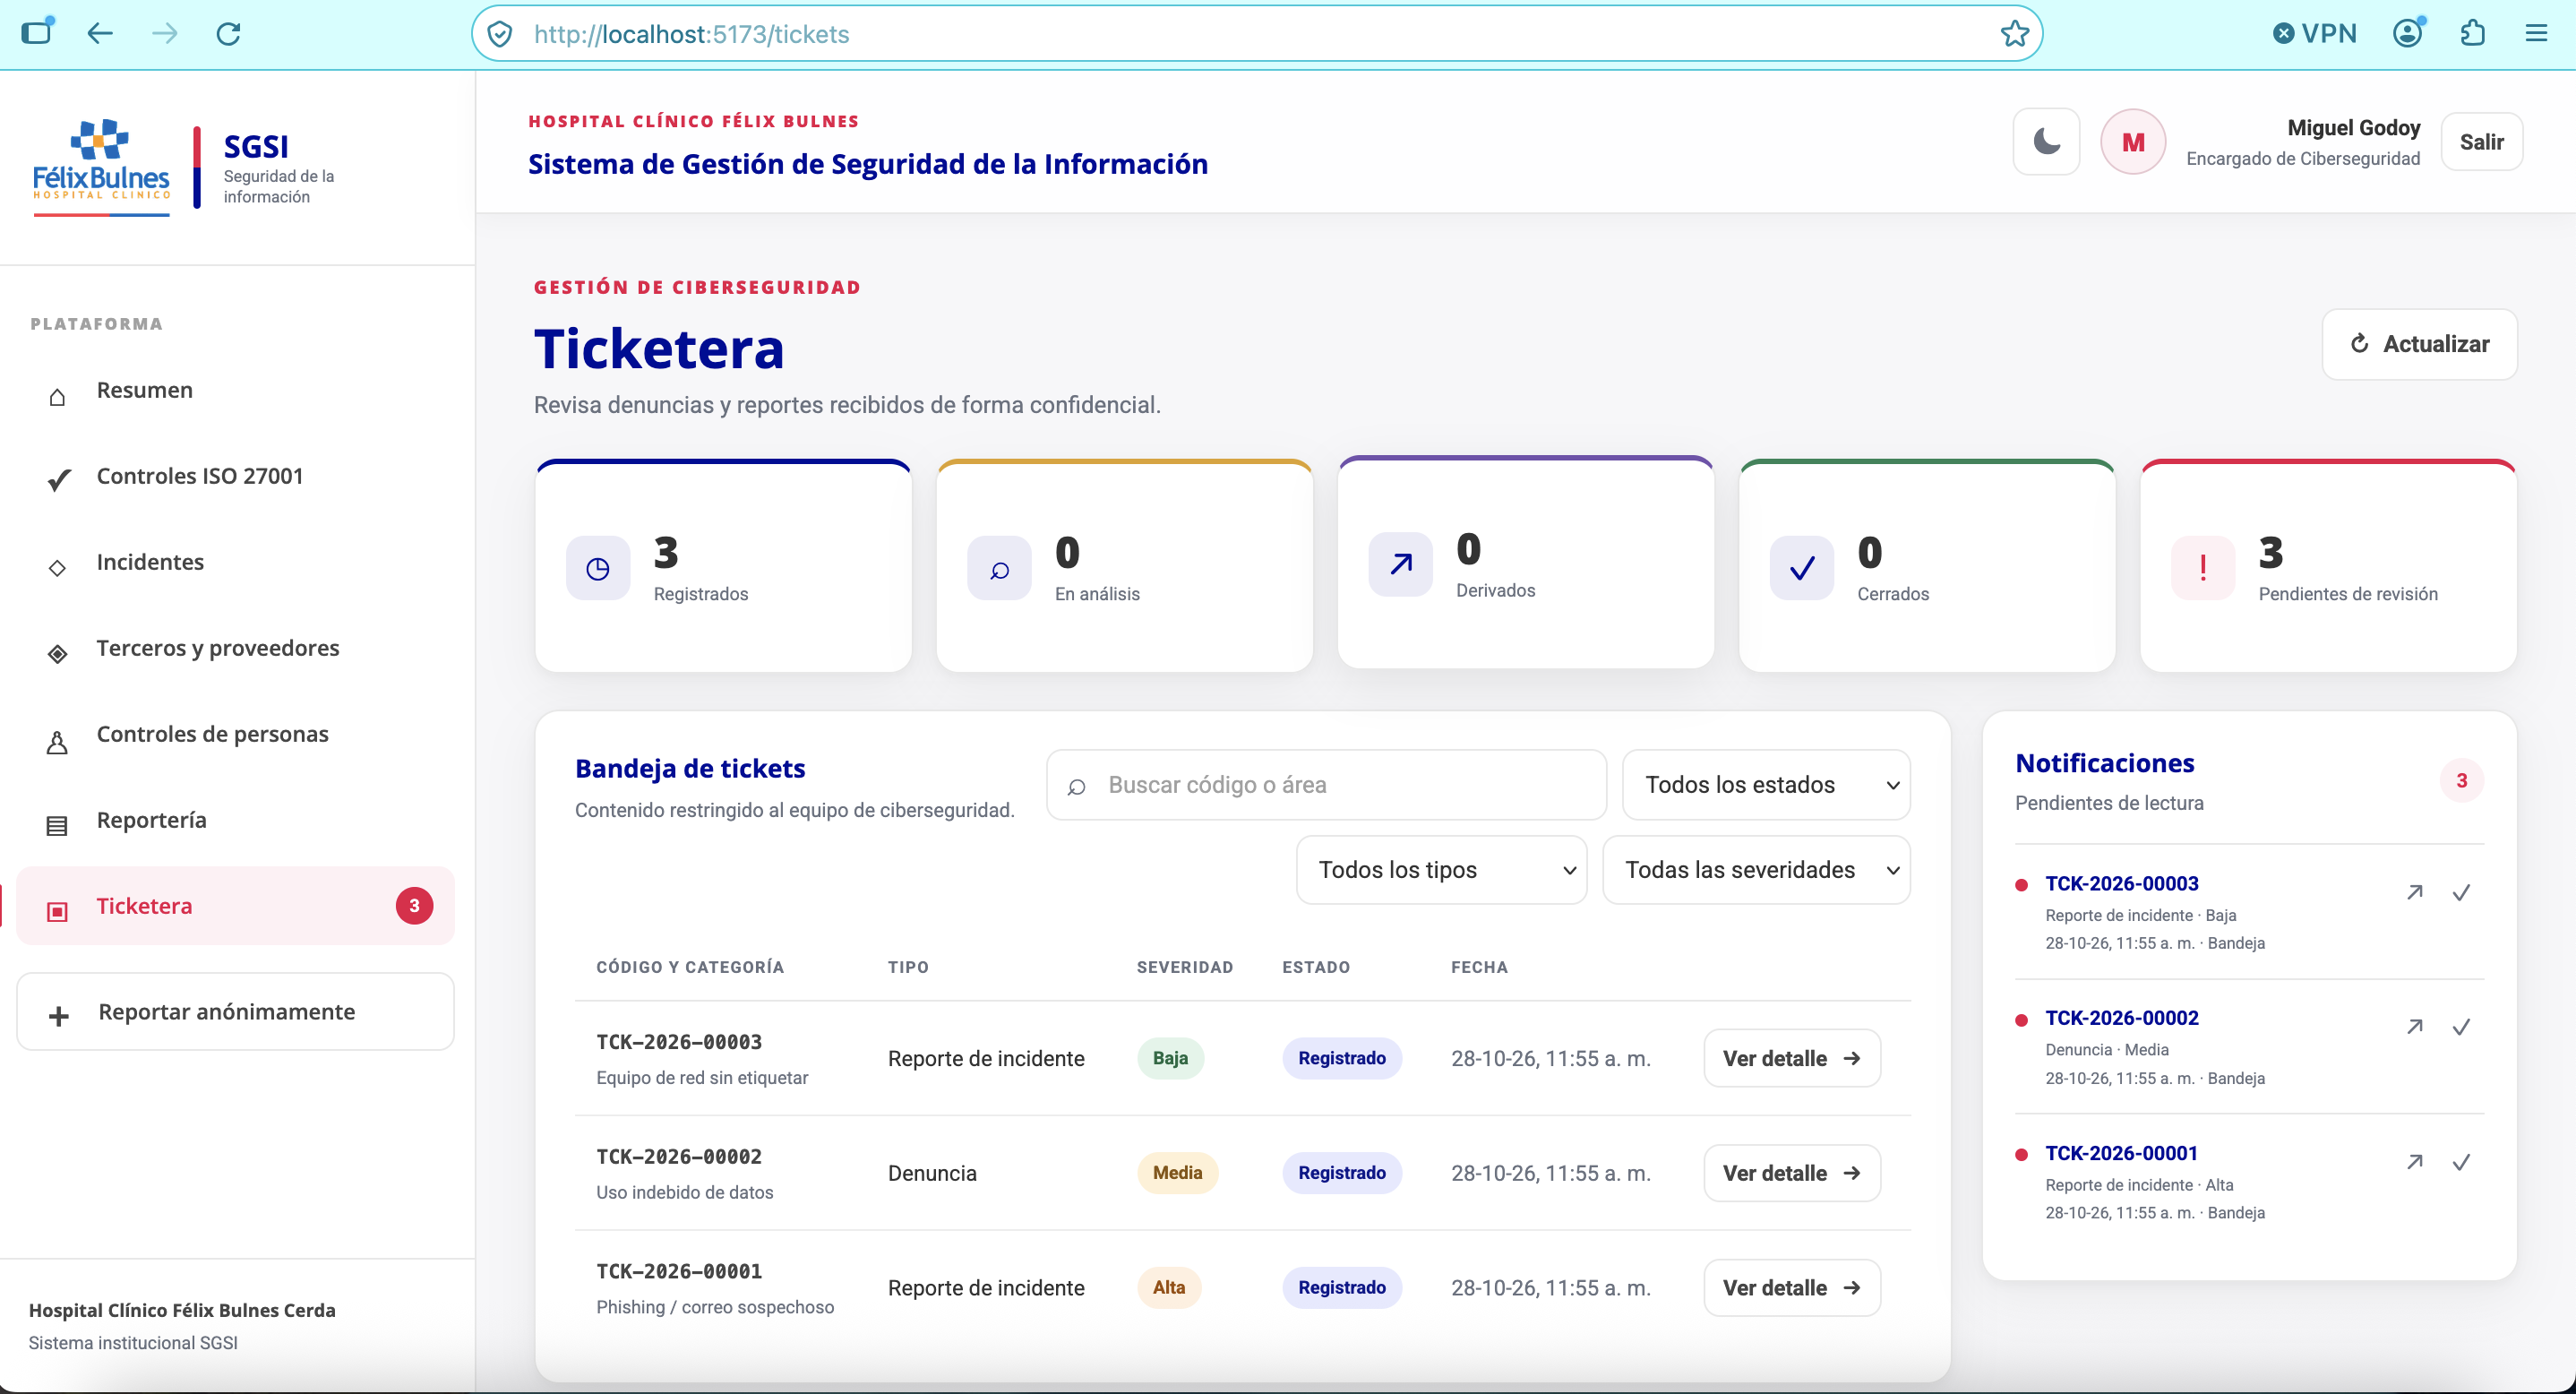 http://localhost:5173/tickets
VPN
FélixBulnes
HOSPITAL CLINICO
SGSI
Seguridad de la
información
HOSPITAL CLÍNICO FÉLIX BULNES
Sistema de Gestión de Seguridad de la Información
M
Miguel Godoy
Encargado de Ciberseguridad
Salir
PLATAFORMA
Resumen
Controles ISO 27001
Incidentes
Terceros y proveedores
Controles de personas
Reportería
Ticketera
3
Reportar anónimamente
Hospital Clínico Félix Bulnes Cerda
Sistema institucional SGSI
GESTIÓN DE CIBERSEGURIDAD
Ticketera
Revisa denuncias y reportes recibidos de forma confidencial.
Actualizar
3
Registrados
0
En análisis
0
Derivados
0
Cerrados
!
3
Pendientes de revisión
Bandeja de tickets
Contenido restringido al equipo de ciberseguridad.
Buscar código o área
Todos los estados
Todos los tipos
Todas las severidades
CÓDIGO Y CATEGORÍA TIPO SEVERIDAD ESTADO FECHA
TCK-2026-00003
Equipo de red sin etiquetar
Reporte de incidente
Baja
Registrado
28-10-26, 11:55 a. m.
Ver detalle →
TCK-2026-00002
Uso indebido de datos
Denuncia
Media
Registrado
28-10-26, 11:55 a. m.
Ver detalle →
TCK-2026-00001
Phishing / correo sospechoso
Reporte de incidente
Alta
Registrado
28-10-26, 11:55 a. m.
Ver detalle →
Notificaciones
Pendientes de lectura
3
TCK-2026-00003
Reporte de incidente · Baja
28-10-26, 11:55 a. m. · Bandeja
TCK-2026-00002
Denuncia · Media
28-10-26, 11:55 a. m. · Bandeja
TCK-2026-00001
Reporte de incidente · Alta
28-10-26, 11:55 a. m. · Bandeja